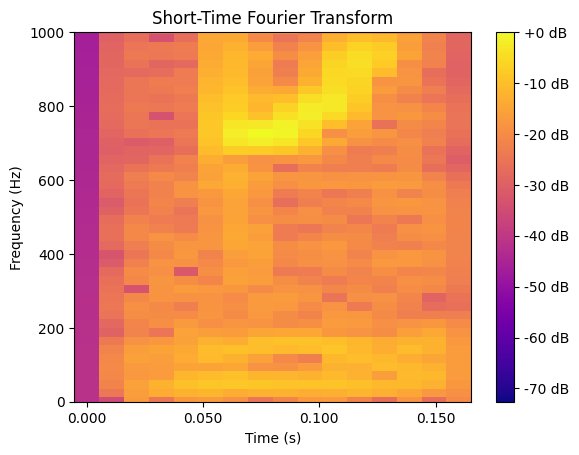 Short-Time Fourier Transform
1000
800
600
400
200
0
Frequency (Hz)
0.000
0.050
0.100
0.150
Time (s)
+0 dB
-10 dB
-20 dB
-30 dB
-40 dB
-50 dB
-60 dB
-70 dB